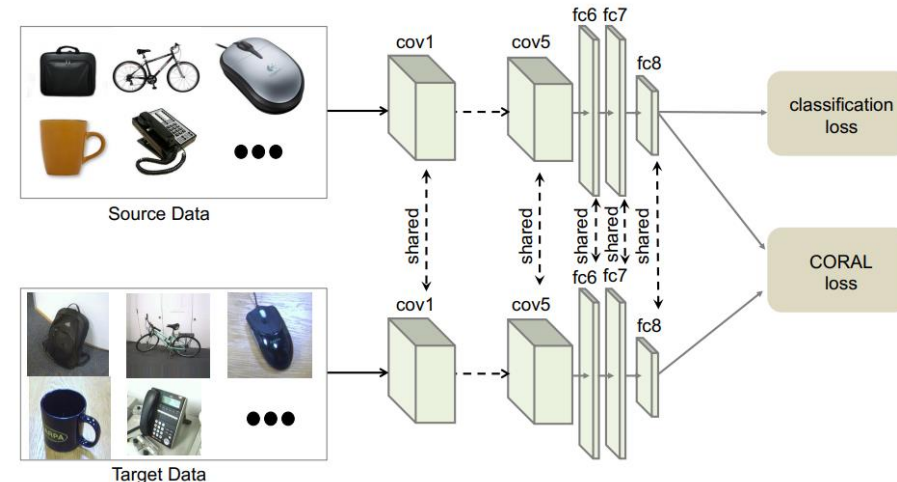 Source Data
cov1
cov5
fc6
fc7
fc8
classification
loss
shared
shared
shared
shared
shared
CORAL
loss
cov1
cov5
fc6
fc7
fc8
Target Data